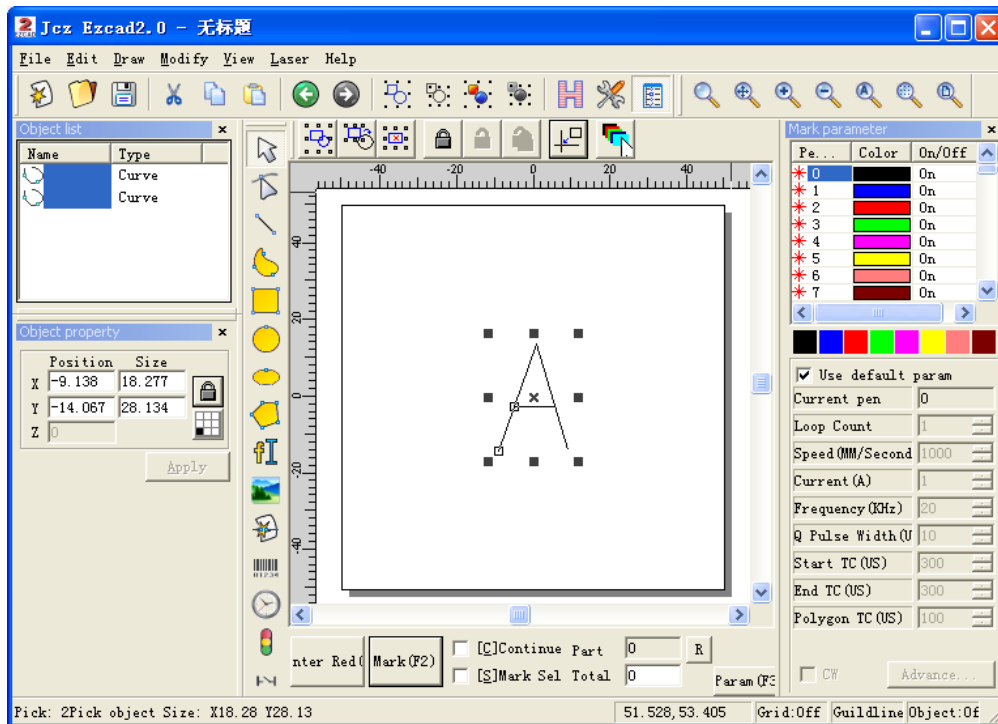 Jcz Ezcad2.0 - 无标题
File Edit Draw Modify View Laser Help
Object list
Name Type
Curve
Curve
Object property
Position Size
X -9.138 18.277
Y -14.067 28.134
Z 0
Apply
-40 -20 0 20 40
40
20
0
-20
-40
Mark parameter
Pe... Color On/Off
0 On
1 On
2 On
3 On
4 On
5 On
6 On
7 On
Use default param
Current pen 0
Loop Count 1
Speed(MM/Second 1000
Current(A) 1
Frequency(KHz) 20
Q Pulse Width(U 10
Start TC(US) 300
End TC(US) 300
Polygon TC(US) 100
CW Advance...
nter Red( Mark(F2) [C]Continue Part 0 R
[S]Mark Sel Total 0 Param(F3
Pick: 2Pick object Size: X18.28 Y28.13 51.528,53.405 Grid:Off Guildline Object:Of